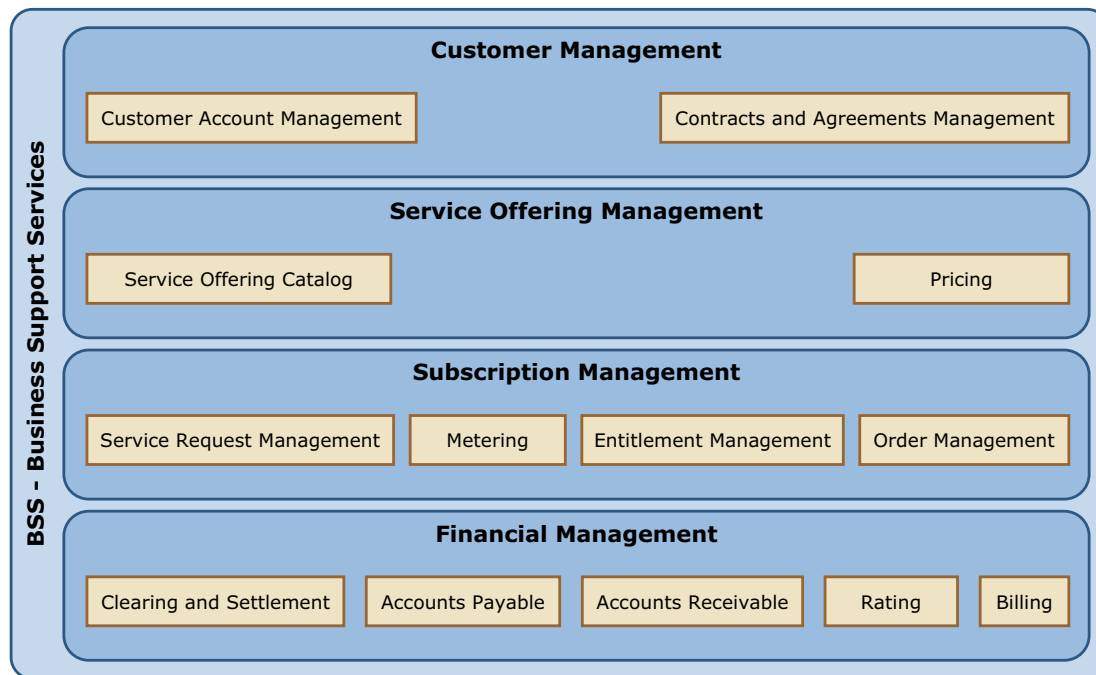 BSS - Business Support Services
Customer Management
Customer Account Management
Contracts and Agreements Management
Service Offering Management
Service Offering Catalog
Pricing
Subscription Management
Service Request Management
Metering
Entitlement Management
Order Management
Financial Management
Clearing and Settlement
Accounts Payable
Accounts Receivable
Rating
Billing